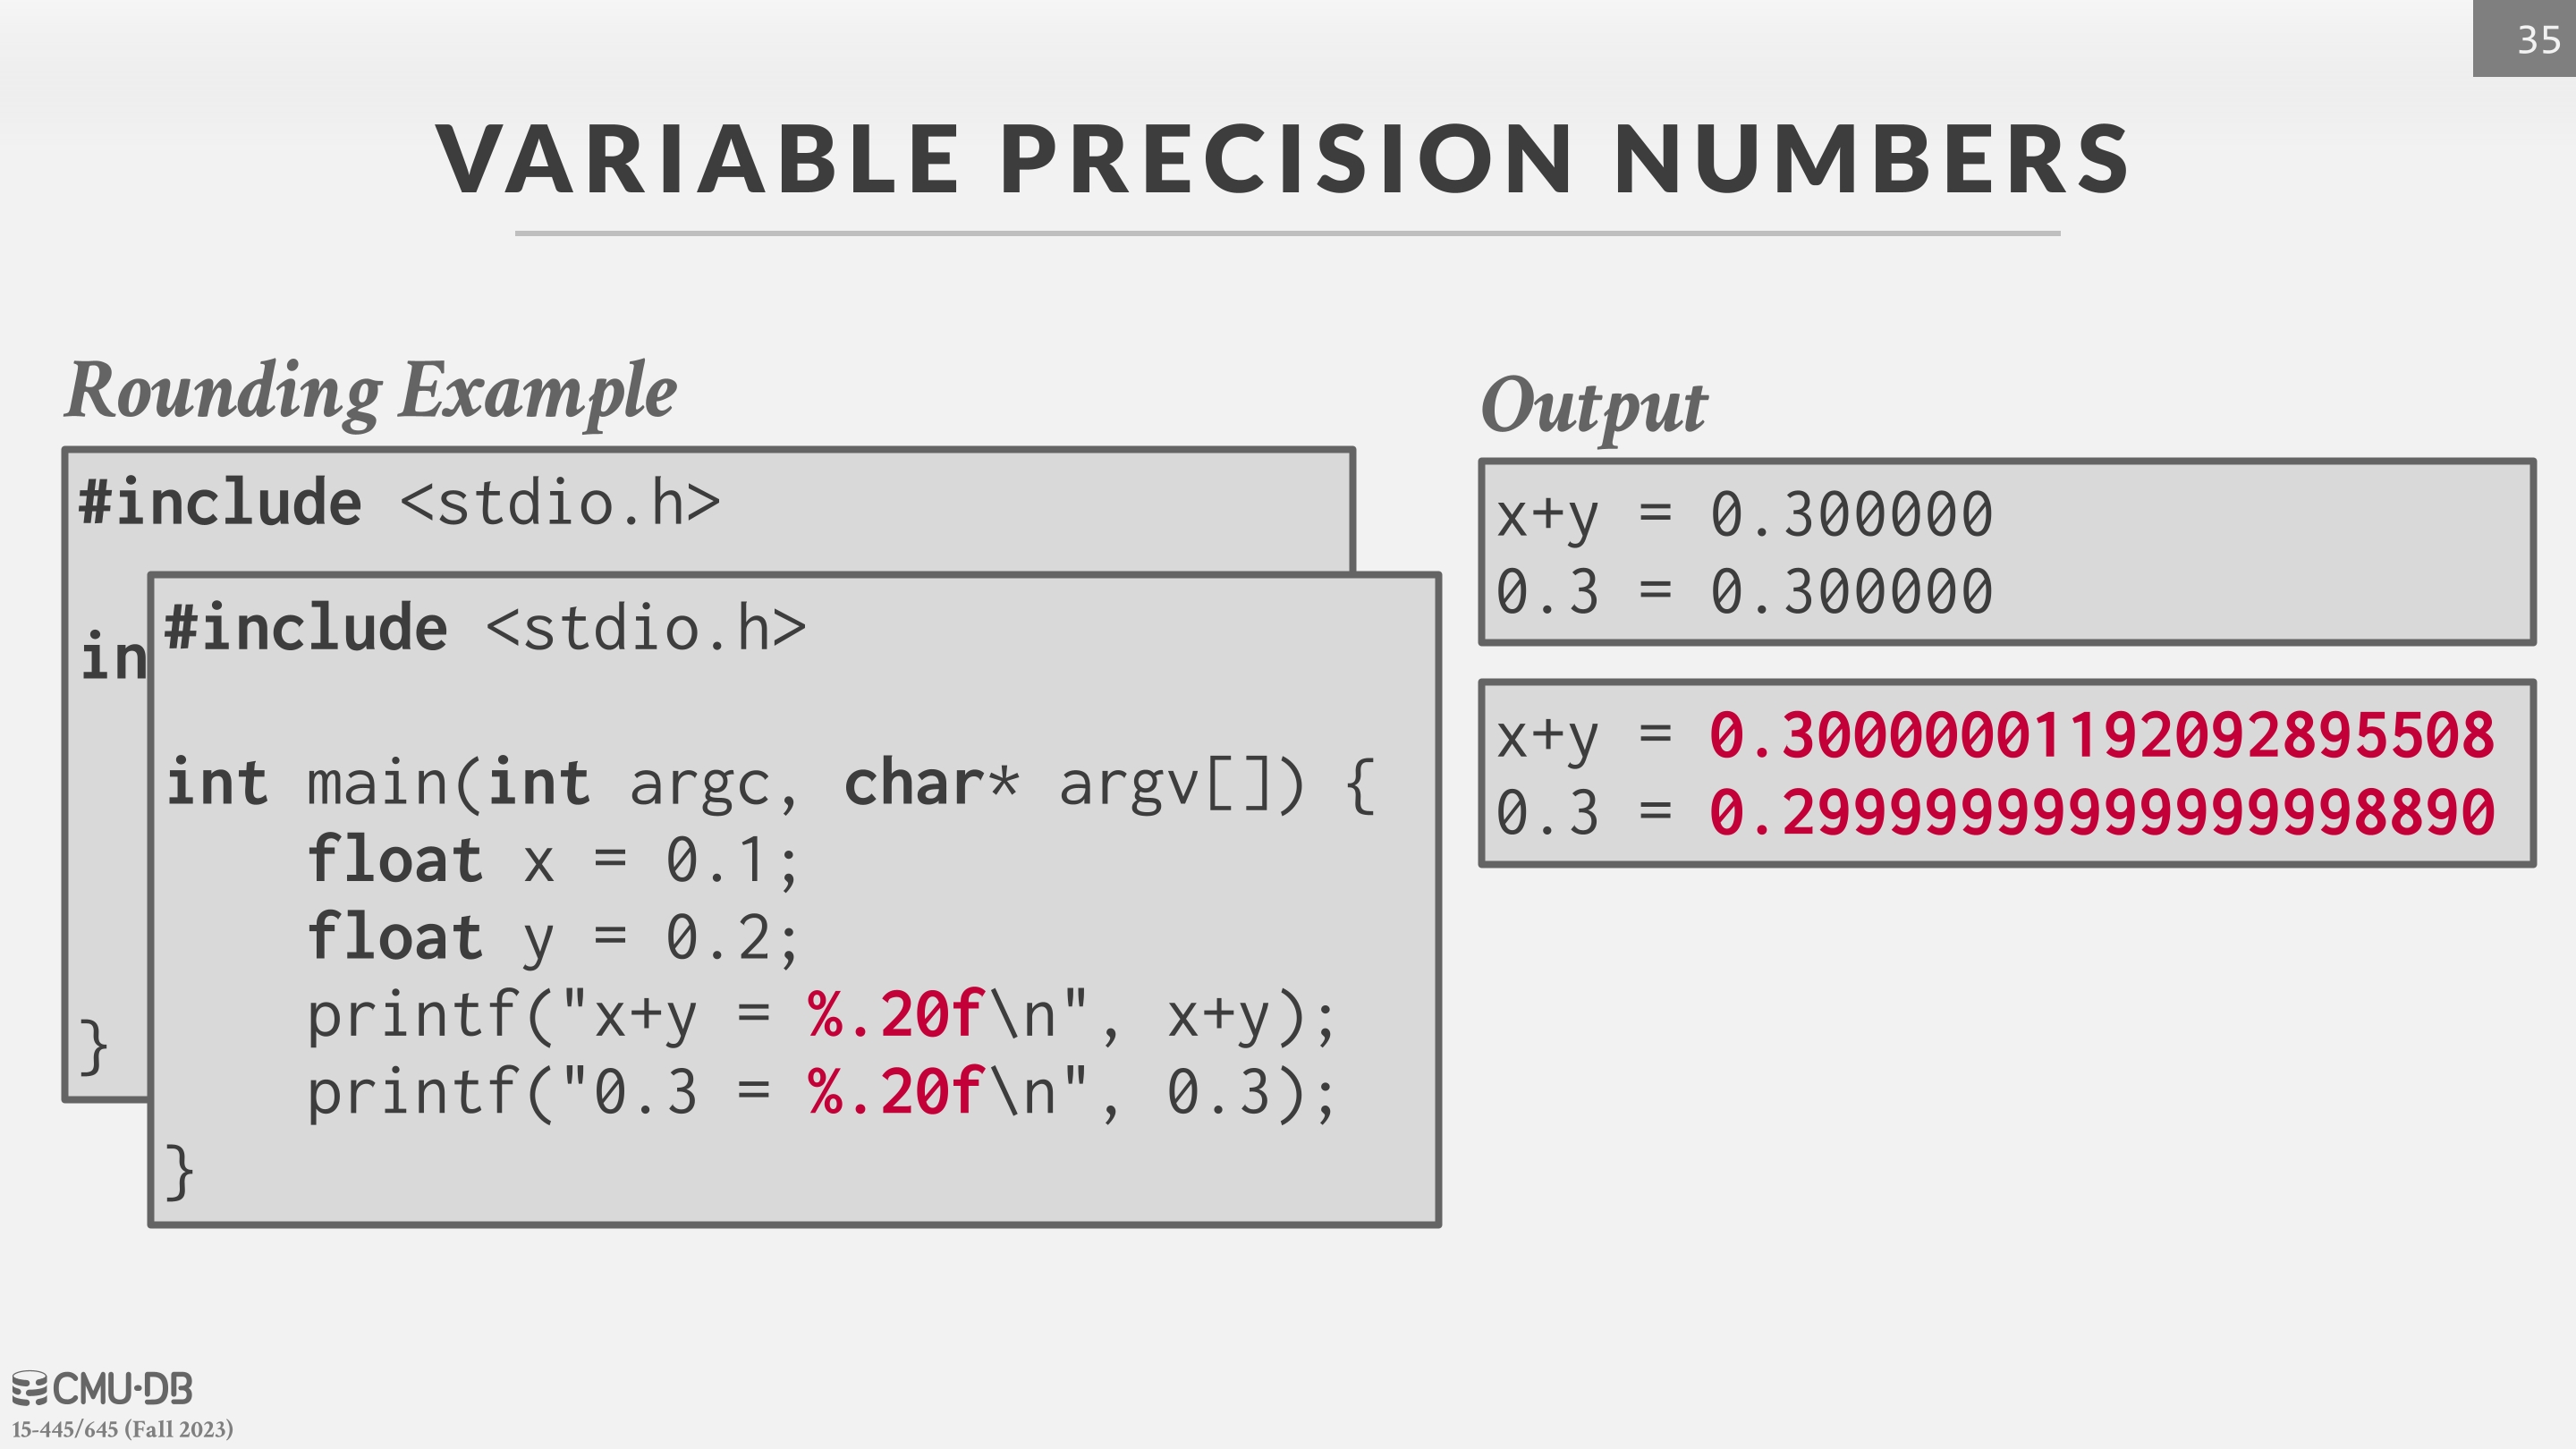 35
VARIABLE PRECISION NUMBERS
Rounding Example
#include <stdio.h>
in
}
#include <stdio.h>
int main(int argc, char* argv[]) {
float x = 0.1;
float y = 0.2;
printf("x+y = %.20f\n", x+y);
printf("0.3 = %.20f\n", 0.3);
}
Output
x+y = 0.300000
0.3 = 0.300000
x+y = 0.30000001192092895508
0.3 = 0.29999999999999998890
CMU·DB
15-445/645 (Fall 2023)